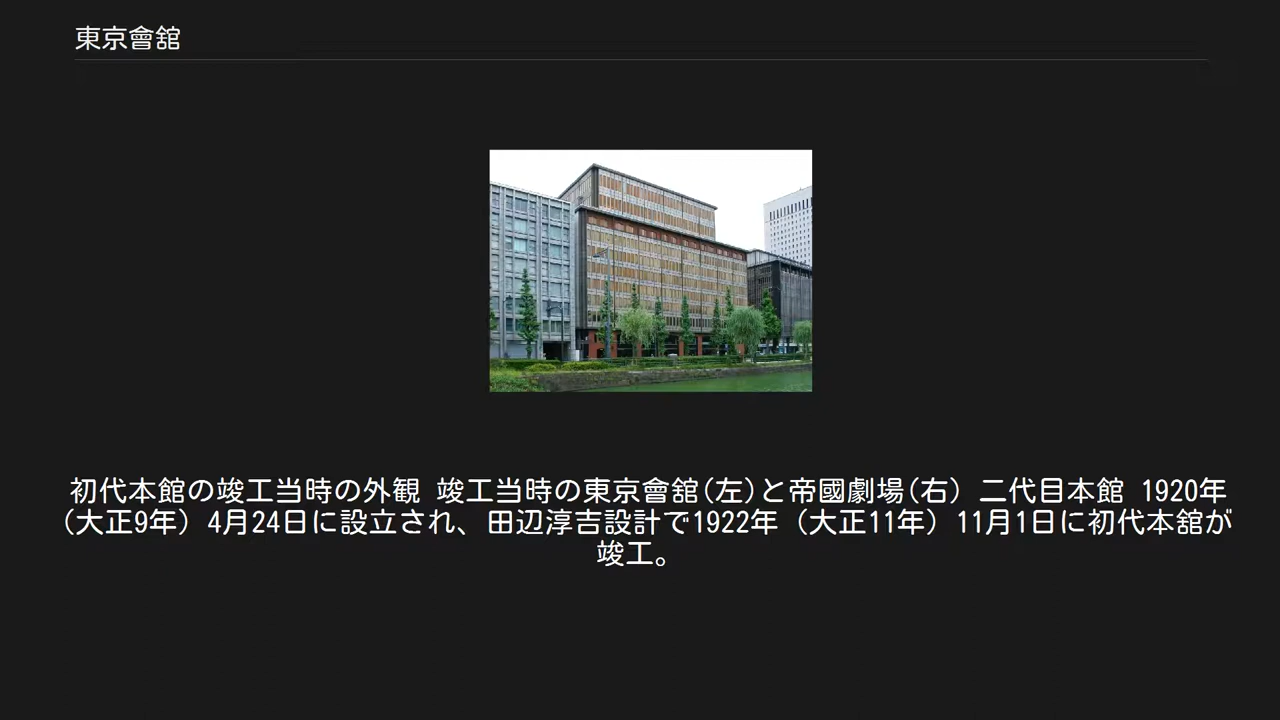 東京會舘
初代本館の竣工当時の外観 竣工当時の東京會舘(左)と帝國劇場(右) 二代目本館 1920年
(大正9年) 4月24日に設立され、田辺淳吉設計で1922年 (大正11年) 11月1日に初代本舘が
竣工。